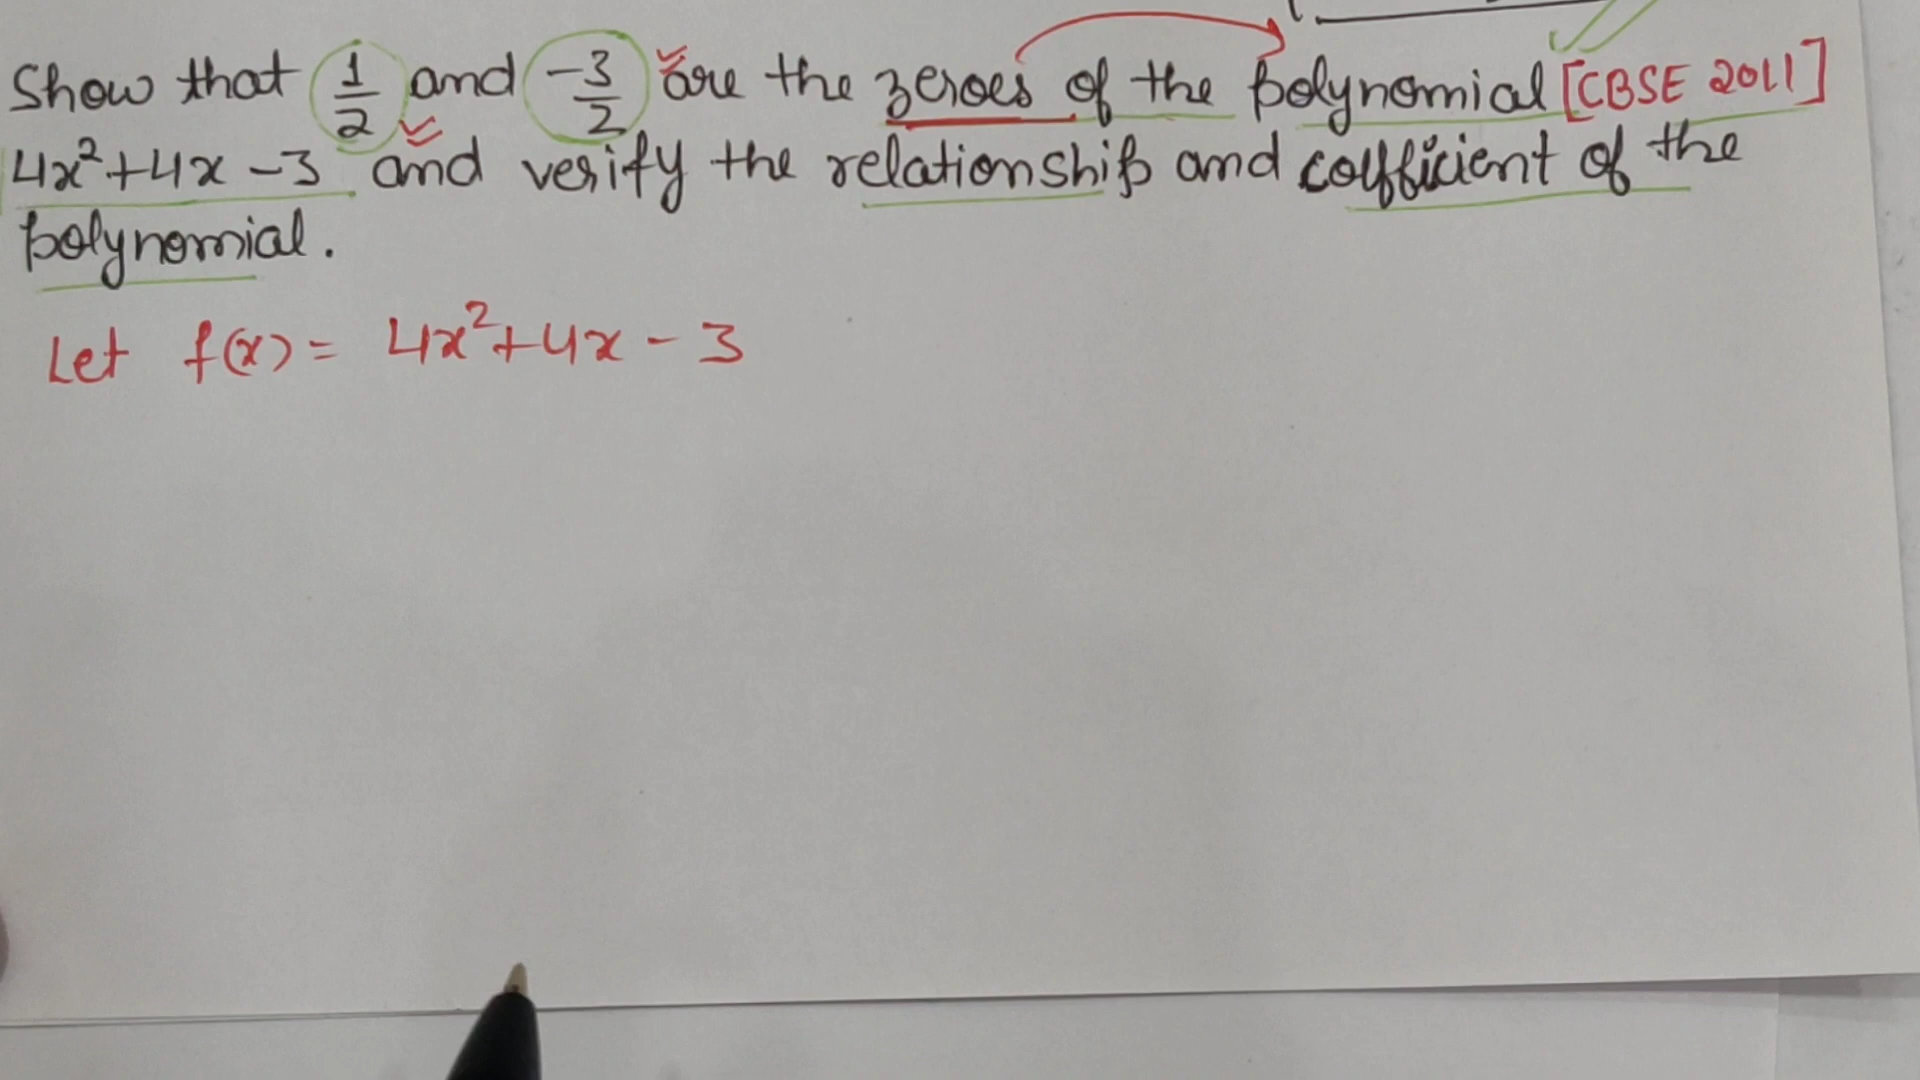 Show that 1/2 and -3/2 are the zeroes of the polynomial [CBSE 2011]
4x²+4x-3 and verify the relationship and cofficient of the
polynomial.
Let f(x) = 4x²+4x-3